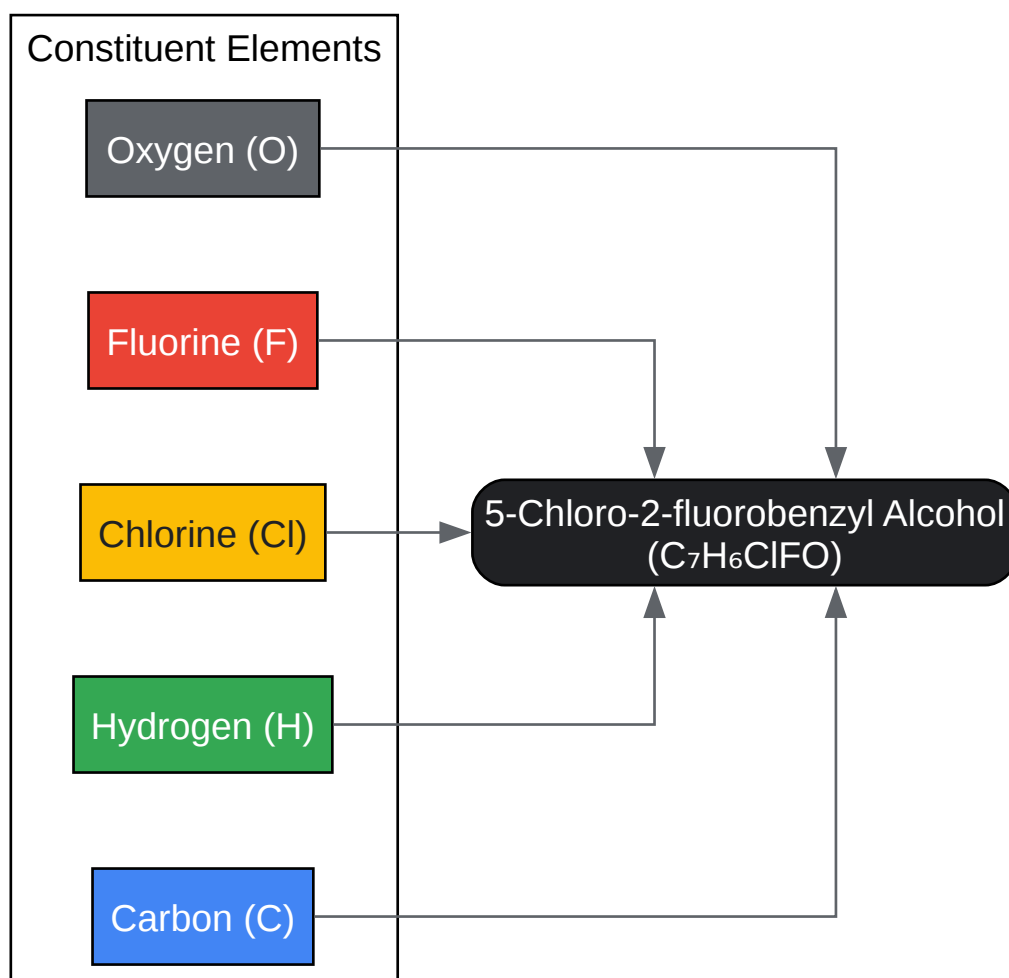 Constituent Elements
Oxygen (O)
Fluorine (F)
Chlorine (Cl)
5-Chloro-2-fluorobenzyl Alcohol
(C₇H₆ClFO)
Hydrogen (H)
Carbon (C)